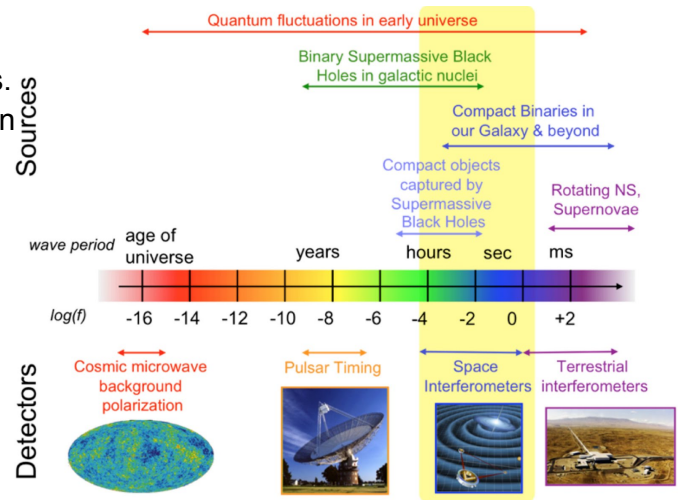 Quantum fluctuations in early universe
Binary Supermassive Black
Holes in galactic nuclei
s.
n
Sources
Compact Binaries in
our Galaxy & beyond
Compact objects
captured by
Supermassive
Black Holes
Rotating NS,
Supernovae
wave period
age of
universe
years
hours
sec
ms
log(f)
-16 -14 -12 -10 -8 -6 -4 -2 0 +2
Detectors
Cosmic microwave
background
polarization
Pulsar Timing
Space
Interferometers
Terrestrial
interferometers